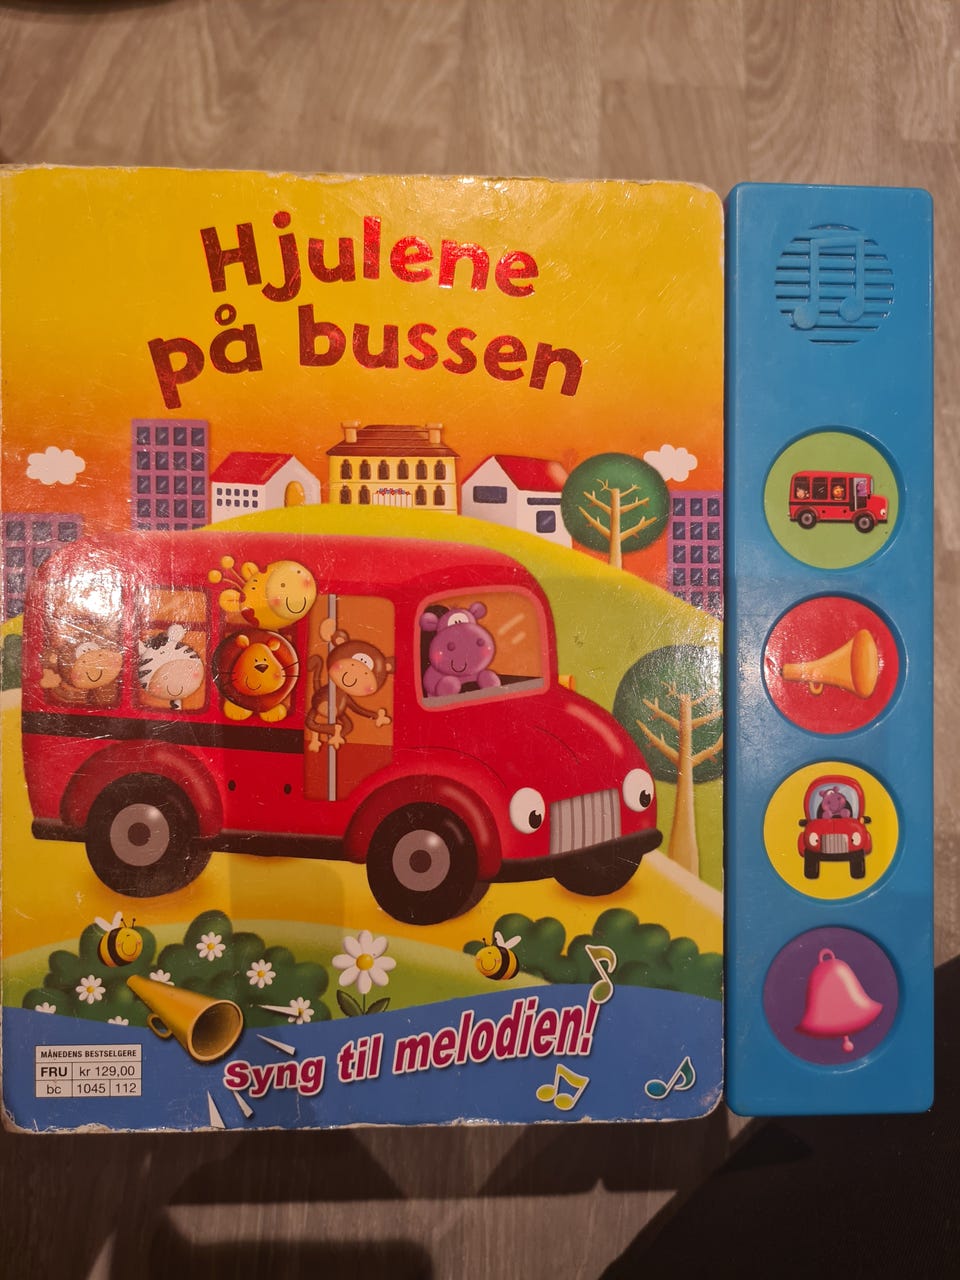 Hjulene
på bussen
Syng til melodien!
MÅNEDENS BESTSELGERE
FRU kr 129,00
bc 1045 112